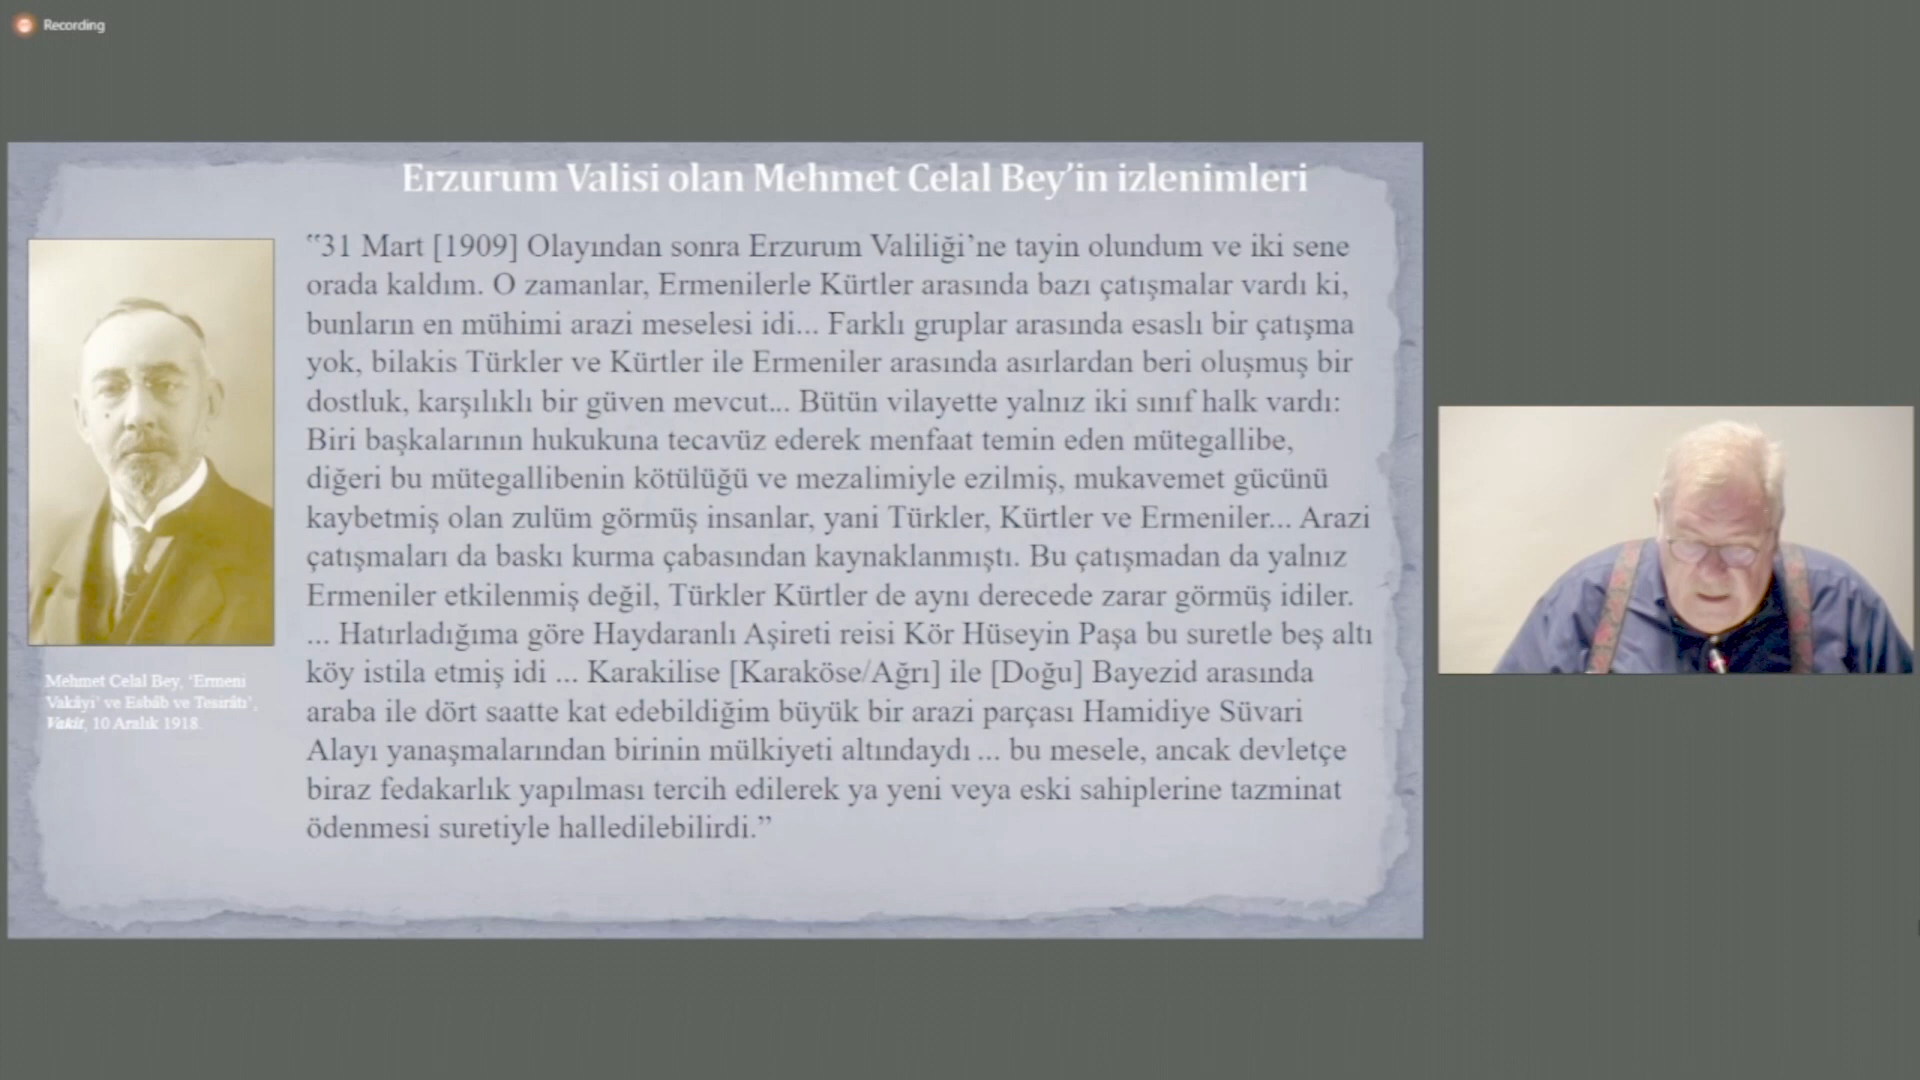 Recording
Erzurum Valisi olan Mehmet Celal Bey’in izlenimleri
“31 Mart [1909] Olayından sonra Erzurum Valiliği’ne tayin olundum ve iki sene
orada kaldım. O zamanlar, Ermenilerle Kürtler arasında bazı çatışmalar vardı ki,
bunların en mühimi arazi meselesi idi... Farklı gruplar arasında esaslı bir çatışma
yok, bilakis Türkler ve Kürtler ile Ermeniler arasında asırlardan beri oluşmuş bir
dostluk, karşılıklı bir güven mevcut... Bütün vilayette yalnız iki sınıf halk vardı:
Biri başkalarının hukukuna tecavüz ederek menfaat temin eden mütegallibe,
diğeri bu mütegallibenin kötülüğü ve mezalimiyle ezilmiş, mukavemet gücünü
kaybetmiş olan zulüm görmüş insanlar, yani Türkler, Kürtler ve Ermeniler... Arazi
çatışmaları da baskı kurma çabasından kaynaklanmıştı. Bu çatışmadan da yalnız
Ermeniler etkilenmiş değil, Türkler Kürtler de aynı derecede zarar görmüş idiler.
... Hatırladığıma göre Haydaranlı Aşireti reisi Kör Hüseyin Paşa bu suretle beş altı
köy istila etmiş idi ... Karakilise [Karaköse/Ağrı] ile [Doğu] Bayezid arasında
araba ile dört saatte kat edebildiğim büyük bir arazi parçası Hamidiye Süvari
Alayı yanaşmalarından birinin mülkiyeti altındaydı ... bu mesele, ancak devletçe
biraz fedakarlık yapılması tercih edilerek ya yeni veya eski sahiplerine tazminat
ödenmesi suretiyle halledilebilirdi.”
Mehmet Celal Bey, ‘Ermeni
Vakâyi’ ve Esbâb ve Tesirâtı’,
Vakit, 10 Aralık 1918.